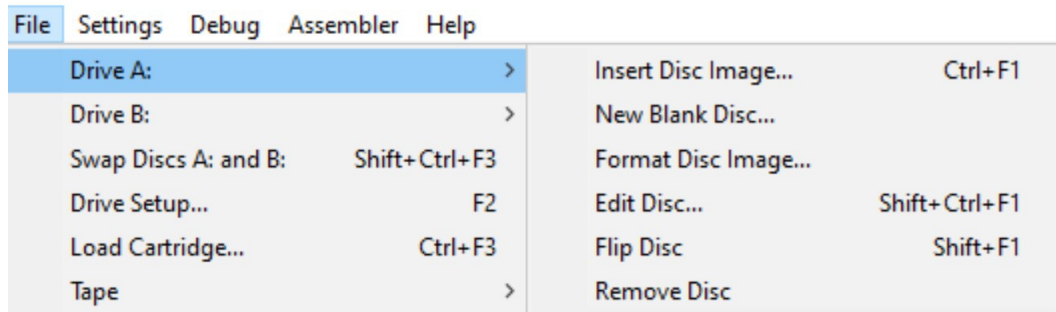 File Settings Debug Assembler Help
Drive A: >
Drive B: >
Swap Discs A: and B: Shift+Ctrl+F3
Drive Setup... F2
Load Cartridge... Ctrl+F3
Tape >
Insert Disc Image... Ctrl+F1
New Blank Disc...
Format Disc Image...
Edit Disc... Shift+Ctrl+F1
Flip Disc Shift+F1
Remove Disc